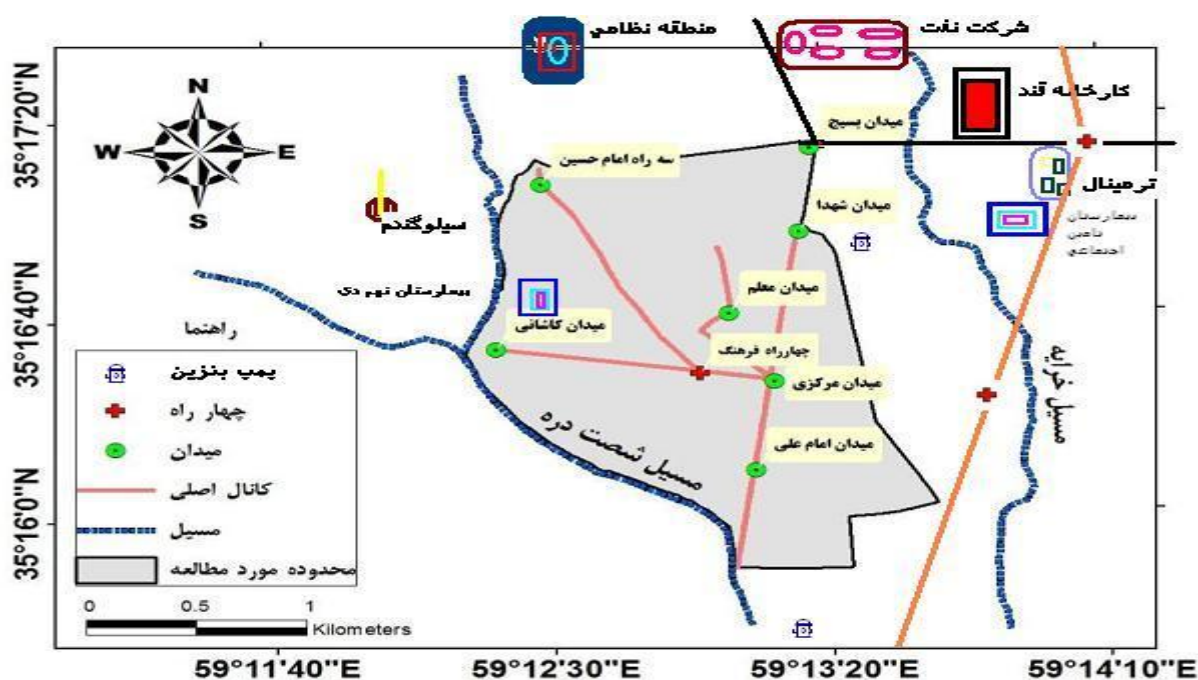 منطقه نظامی
شرکت نفت
کارخانه قند
N
W
E
S
میدان بسیج
سه راه امام حسین
ترمینال
میدان شهدا
بیمارستان
تامین
اجتماعی
سیلوگندم
بیمارستان نهم دی
میدان معلم
میدان کاشانی
چهارراه فرهنگ
میدان مرکزی
میدان امام علی
مسیل شصت دره
مسیل خرابه
راهنما
پمپ بنزین
چهار راه
میدان
کانال اصلی
مسیل
محدوده مورد مطالعه
0 0.5 1
Kilometers
35°17'20"N
35°16'40"N
35°16'0"N
59°11'40"E 59°12'30"E 59°13'20"E 59°14'10"E